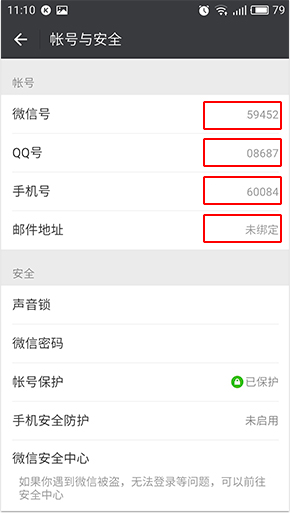 11:10
79
帐号与安全
帐号
微信号 59452
QQ号 08687
手机号 60084
邮件地址 未绑定
安全
声音锁
微信密码
帐号保护 已保护
手机安全防护 未启用
微信安全中心
如果你遇到微信被盗，无法登录等问题，可以前往
安全中心